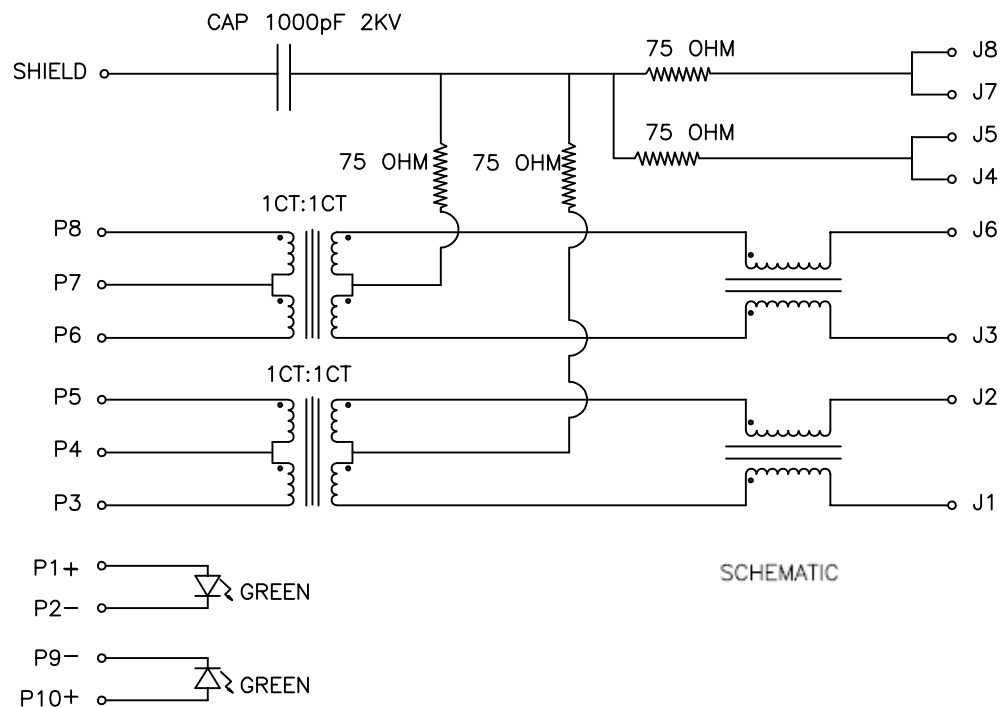 CAP 1000pF 2KV
SHIELD
75 OHM
J8
J7
75 OHM
J5
J4
75 OHM
75 OHM
1CT:1CT
P8
P7
P6
J6
J3
1CT:1CT
P5
P4
P3
J2
J1
P1+
P2-
GREEN
SCHEMATIC
P9-
P10+
GREEN